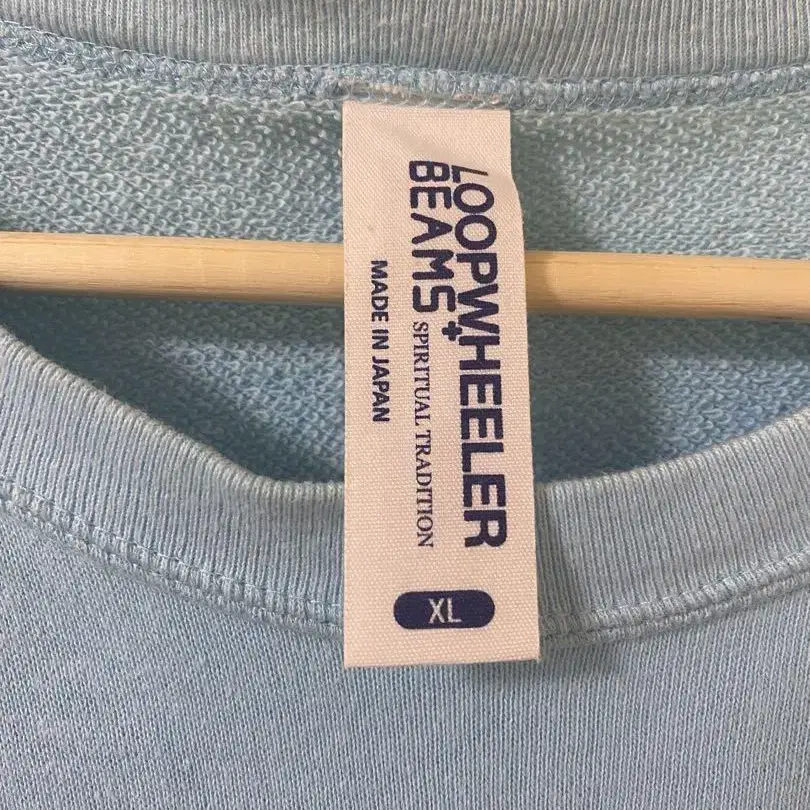 LOOPWHEELER
+
BEAMS
SPIRITUAL TRADITION
MADE IN JAPAN
XL